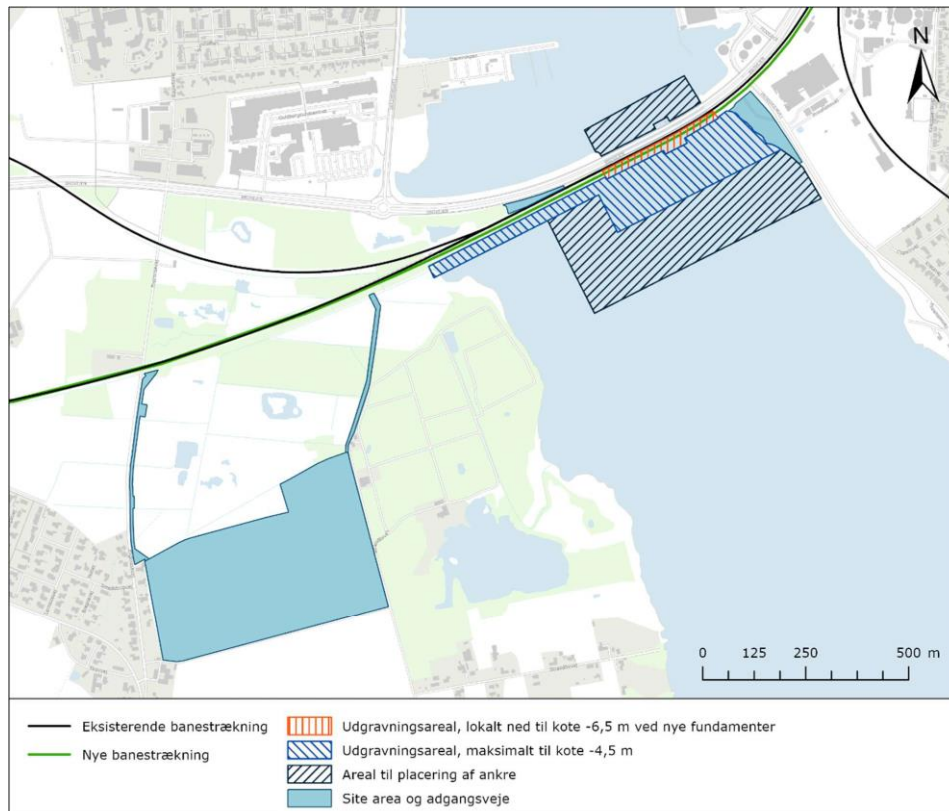 N
0 125 250 500 m
Eksisterende banestrækning
Nye banestrækning
Udgravningsareal, lokalt ned til kote -6,5 m ved nye fundamenter
Udgravningsareal, maksimalt til kote -4,5 m
Areal til placering af ankre
Site area og adgangsveje